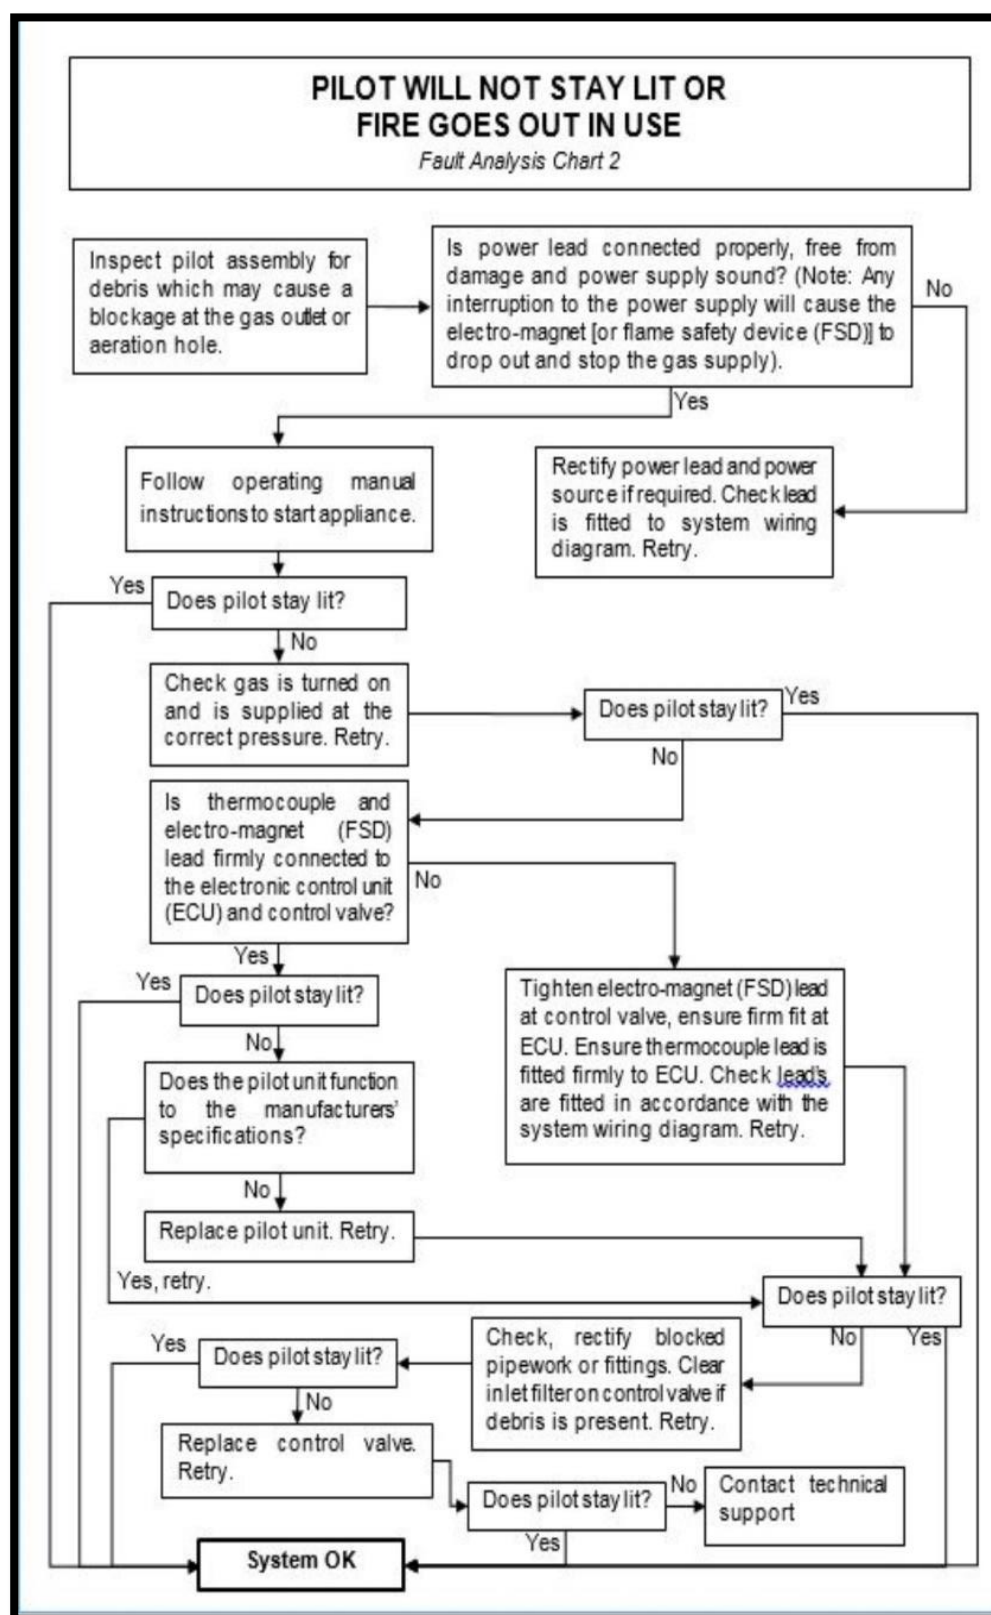 PILOT WILL NOT STAY LIT OR
FIRE GOES OUT IN USE
Fault Analysis Chart 2
Inspect pilot assembly for
debris which may cause a
blockage at the gas outlet or
aeration hole.
Is power lead connected properly, free from
damage and power supply sound? (Note: Any
interruption to the power supply will cause the
electro-magnet [or flame safety device (FSD)] to
drop out and stop the gas supply).
No
Yes
Follow operating manual
instructions to start appliance.
Rectify power lead and power
source if required. Check lead
is fitted to system wiring
diagram. Retry.
Yes
Does pilot stay lit?
No
Check gas is turned on
and is supplied at the
correct pressure. Retry.
Does pilot stay lit?
Yes
No
Is thermocouple and
electro-magnet (FSD)
lead firmly connected to
the electronic control unit
(ECU) and control valve?
No
Yes
Yes
Does pilot stay lit?
No
Tighten electro-magnet (FSD) lead
at control valve, ensure firm fit at
ECU. Ensure thermocouple lead is
fitted firmly to ECU. Check lead's
are fitted in accordance with the
system wiring diagram. Retry.
Does the pilot unit function
to the manufacturers'
specifications?
No
Replace pilot unit. Retry.
Yes, retry.
Does pilot stay lit?
No
Yes
Check, rectify blocked
pipework or fittings. Clear
inlet filter on control valve if
debris is present. Retry.
Yes
Does pilot stay lit?
No
Replace control valve.
Retry.
Does pilot stay lit?
No
Contact technical
support
Yes
System OK